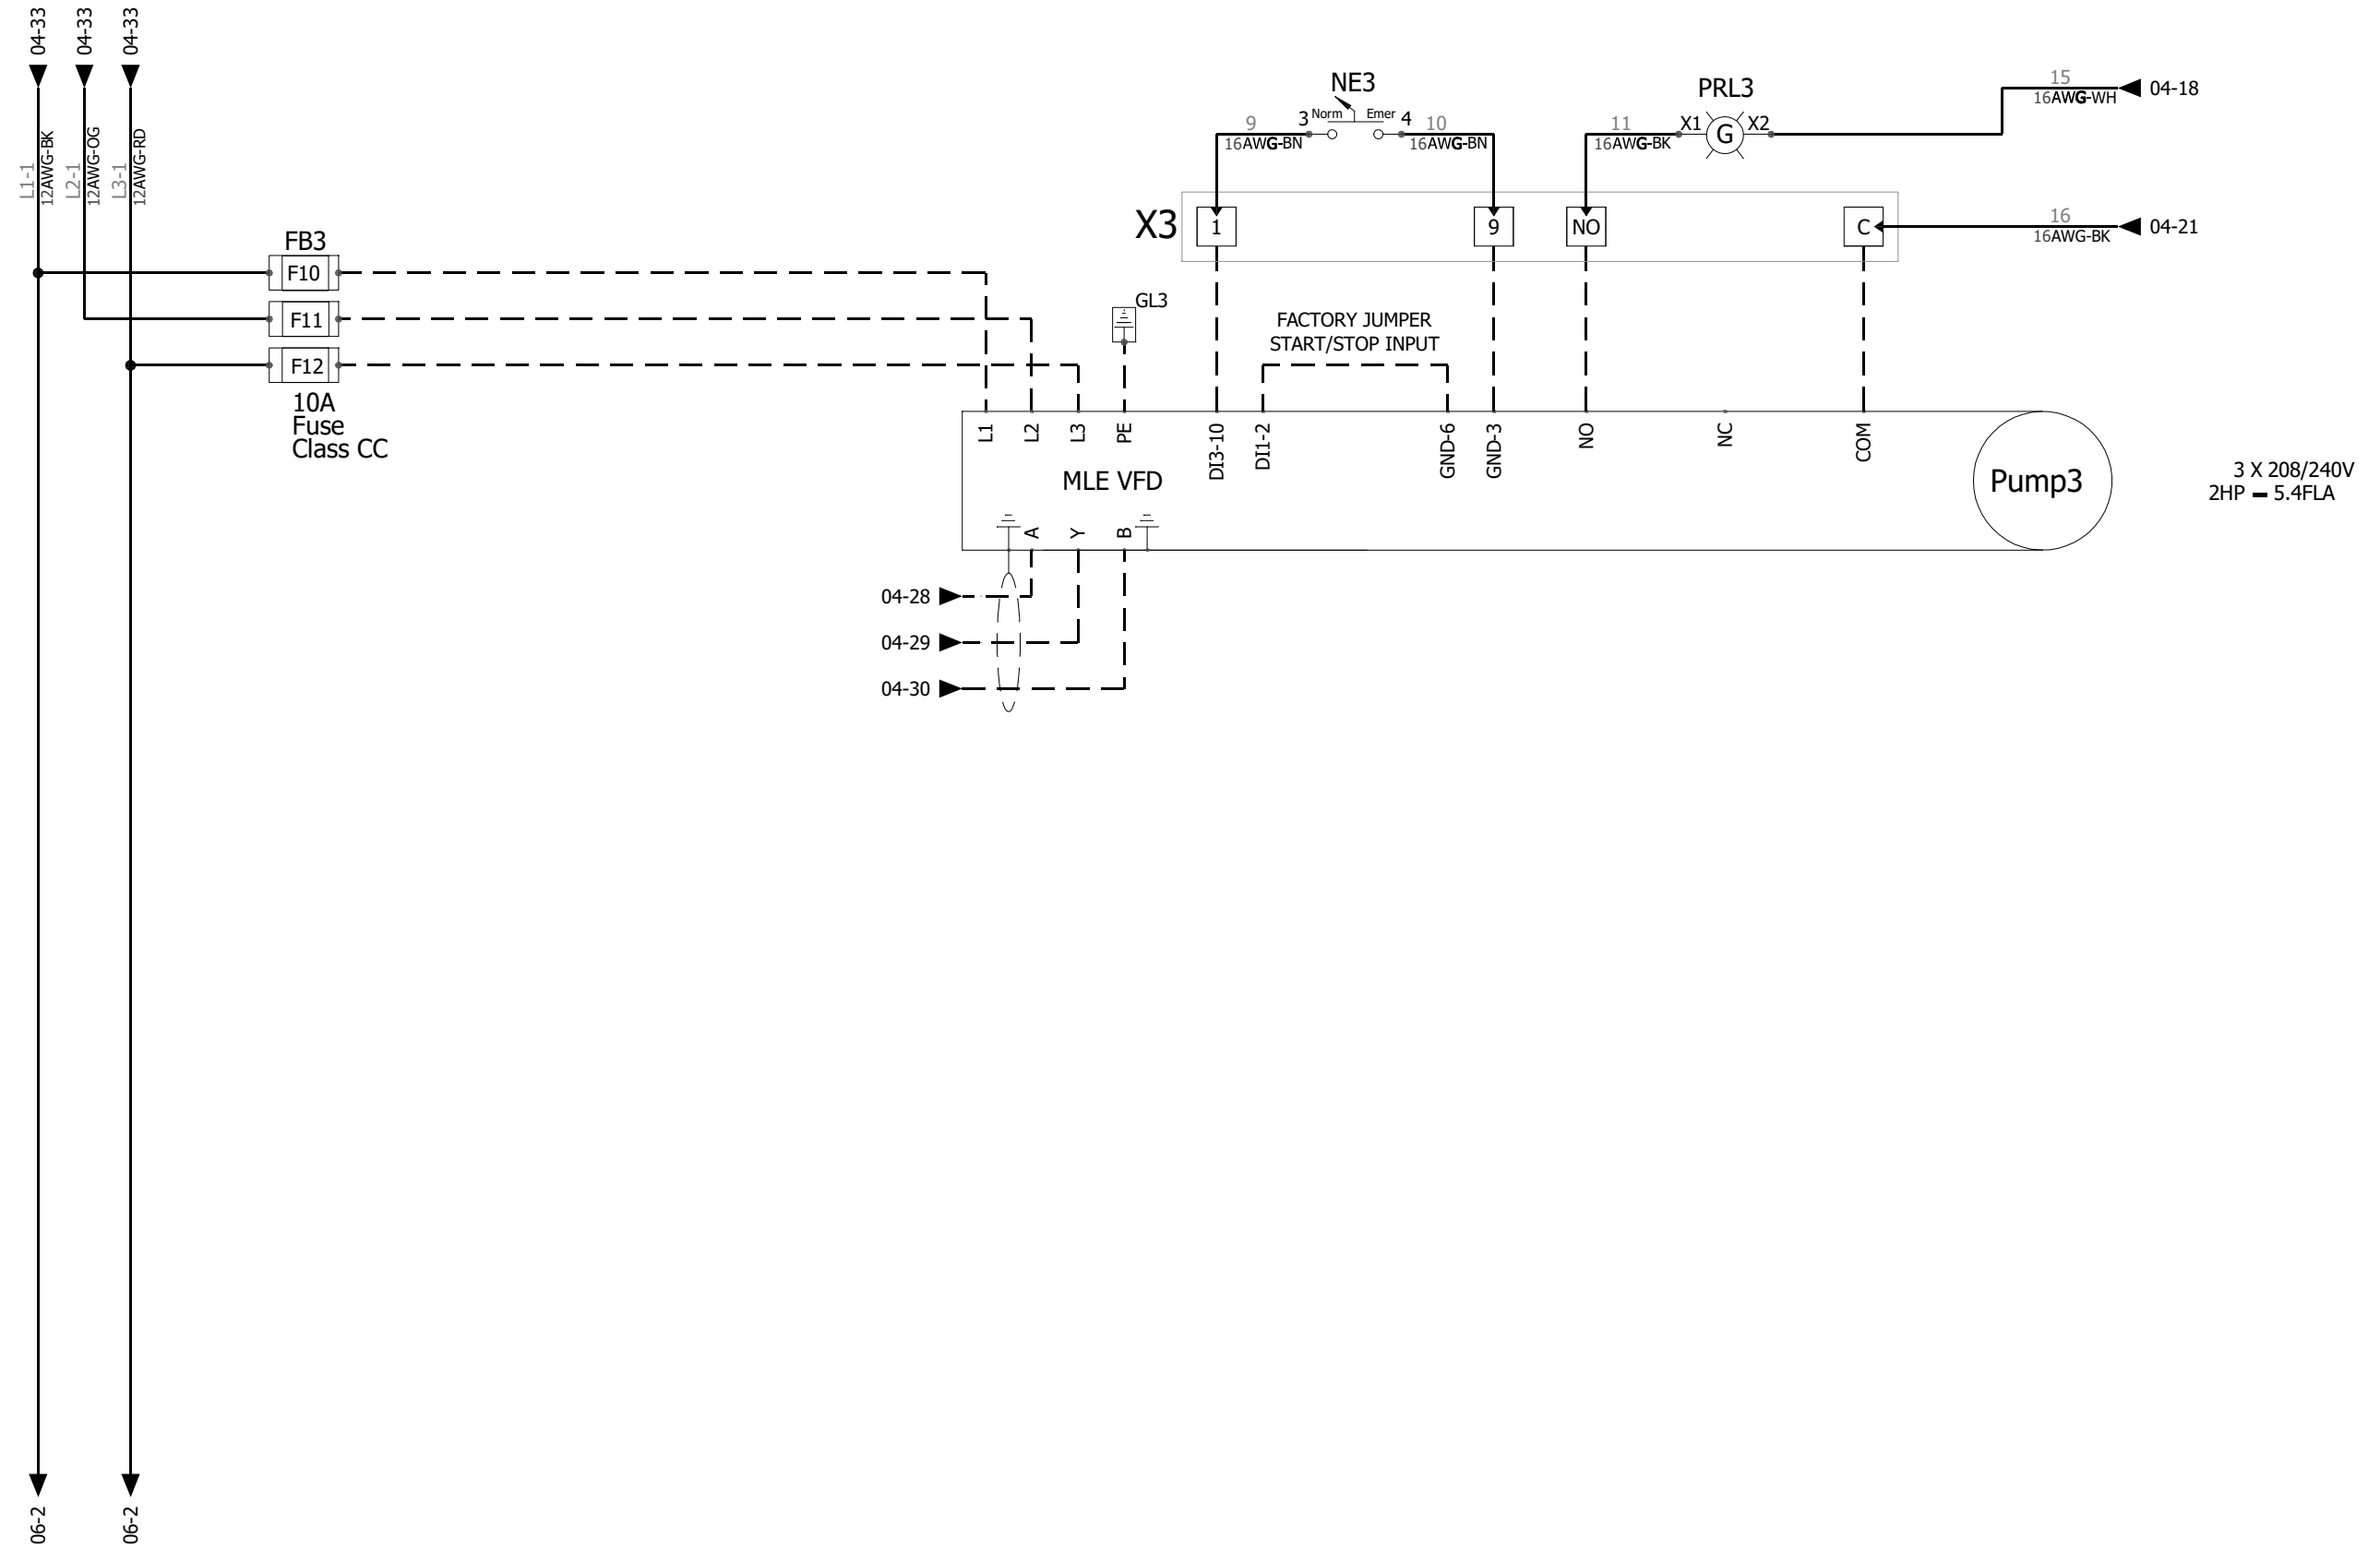 04-33
04-33
04-33
L1-1
12AWG-BK
L2-1
12AWG-OG
L3-1
12AWG-RD
NE3
3 Norm Emer 4
9
16AWG-BN
10
16AWG-BN
PRL3
11
16AWG-BK
X1 G X2
15
16AWG-WH
04-18
X3
1
9
NO
C
16
16AWG-BK
04-21
FB3
F10
F11
F12
10A
Fuse
Class CC
GL3
FACTORY JUMPER
START/STOP INPUT
L1
L2
L3
PE
DI3-10
DI1-2
GND-6
GND-3
NO
NC
COM
MLE VFD
Pump3
3 X 208/240V
2HP - 5.4FLA
A
Y
B
04-28
04-29
04-30
06-2
06-2